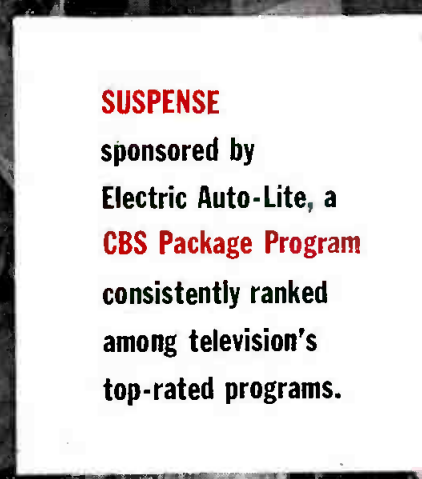 SUSPENSE
sponsored by
Electric Auto-Lite, a
CBS Package Program
consistently ranked
among television's
top-rated programs.